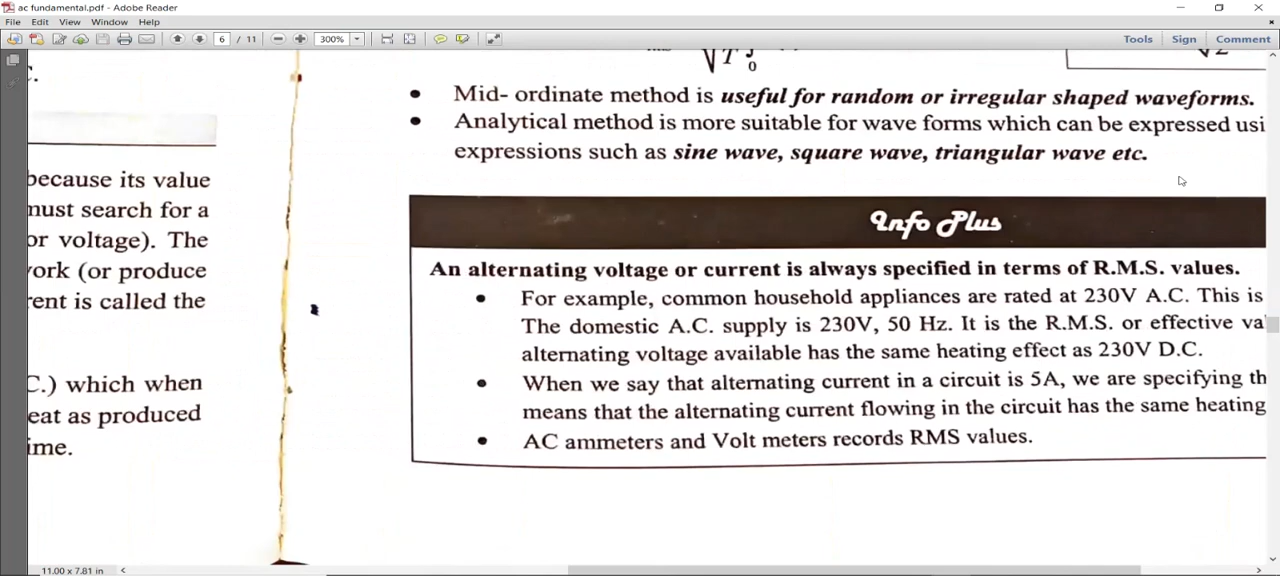 ac fundamental.pdf - Adobe Reader
File Edit View Window Help
6 / 11 300% Tools Sign Comment
C.
because its value
must search for a
or voltage). The
work (or produce
rent is called the
C.) which when
eat as produced
ime.
0
• Mid- ordinate method is useful for random or irregular shaped waveforms.
• Analytical method is more suitable for wave forms which can be expressed usi
expressions such as sine wave, square wave, triangular wave etc.
Info Plus
An alternating voltage or current is always specified in terms of R.M.S. values.
• For example, common household appliances are rated at 230V A.C. This is
The domestic A.C. supply is 230V, 50 Hz. It is the R.M.S. or effective va
alternating voltage available has the same heating effect as 230V D.C.
• When we say that alternating current in a circuit is 5A, we are specifying th
means that the alternating current flowing in the circuit has the same heating
• AC ammeters and Volt meters records RMS values.
11.00 x 7.81 in